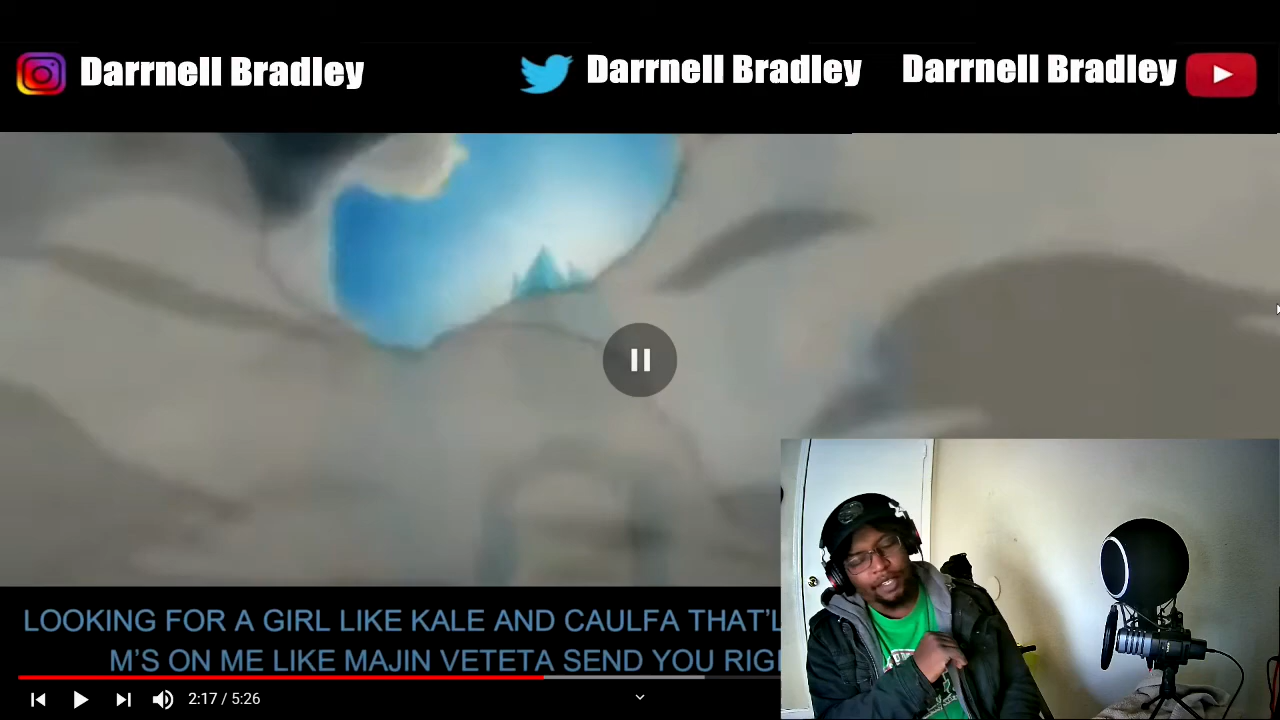 Darrnell Bradley
Darrnell Bradley
Darrnell Bradley
LOOKING FOR A GIRL LIKE KALE AND CAULFA THAT'L
M'S ON ME LIKE MAJIN VETETA SEND YOU RIG
2:17 / 5:26